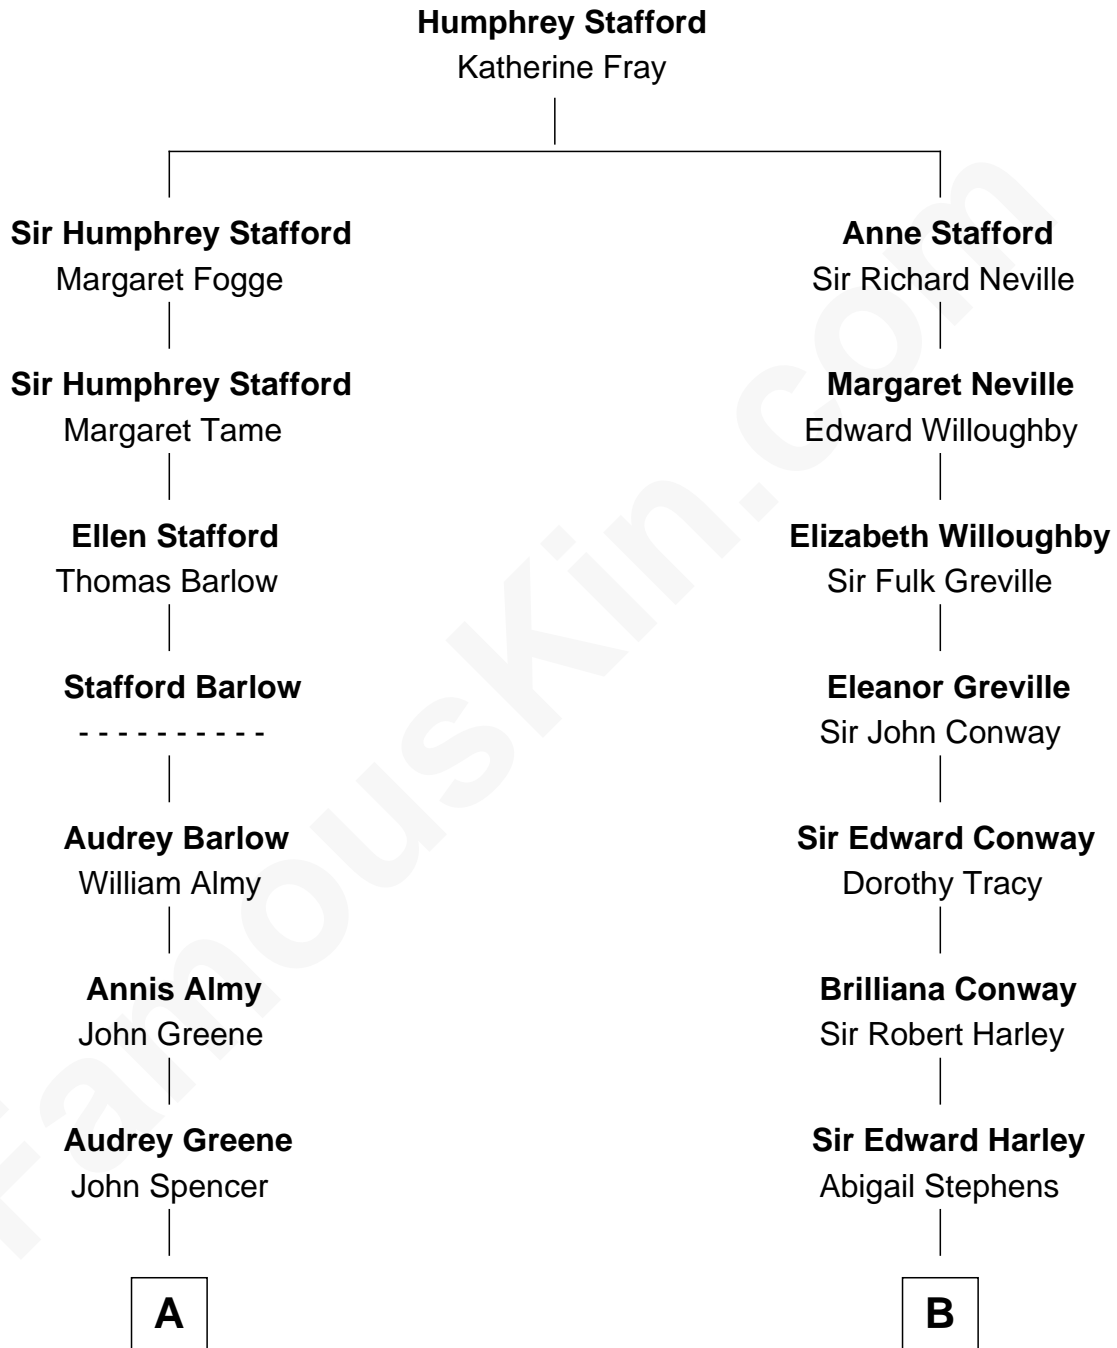 Humphrey Stafford
Katherine Fray
Sir Humphrey Stafford
Margaret Fogge
Anne Stafford
Sir Richard Neville
Sir Humphrey Stafford
Margaret Tame
Margaret Neville
Edward Willoughby
Ellen Stafford
Thomas Barlow
Elizabeth Willoughby
Sir Fulk Greville
Stafford Barlow
- - - - - - - - - -
Eleanor Greville
Sir John Conway
Audrey Barlow
William Almy
Sir Edward Conway
Dorothy Tracy
Annis Almy
John Greene
Brilliana Conway
Sir Robert Harley
Audrey Greene
John Spencer
Sir Edward Harley
Abigail Stephens
A
B
FamousKin.com